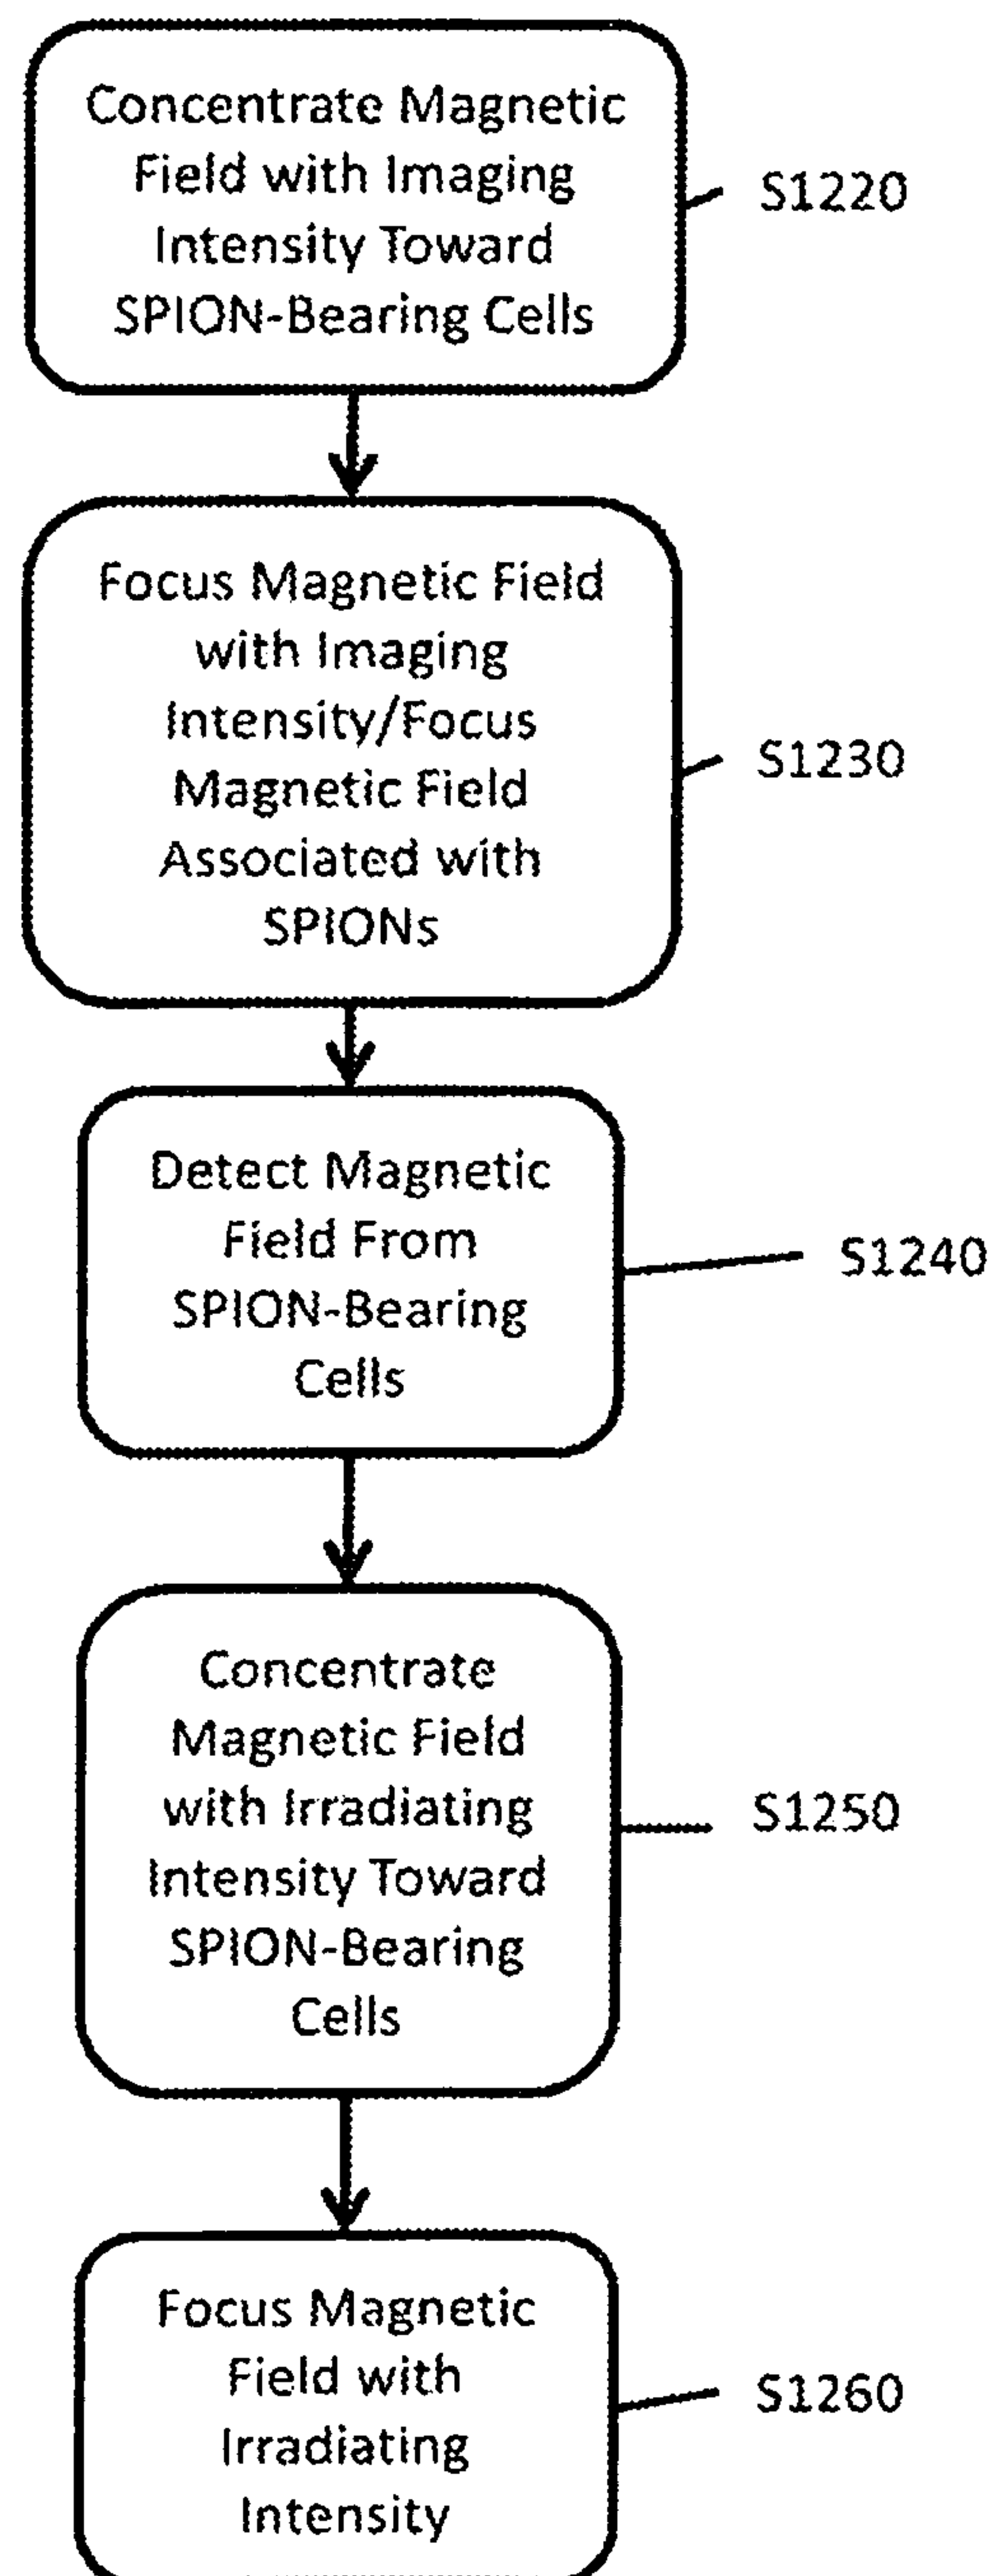 Concentrate Magnetic
Field with Imaging
Intensity Toward
SPION-Bearing Cells
S1220
Focus Magnetic Field
with Imaging
Intensity/Focus
Magnetic Field
Associated with
SPIONs
S1230
Detect Magnetic
Field From
SPION-Bearing
Cells
S1240
Concentrate
Magnetic Field
with Irradiating
Intensity Toward
SPION-Bearing
Cells
S1250
Focus Magnetic
Field with
Irradiating
Intensity
S1260